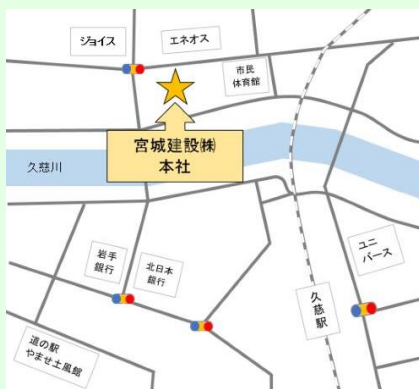 ジョイス
エネオス
市民
体育館
宮城建設㈱
本社
久慈川
岩手
銀行
北日本
銀行
久慈駅
ユニ
バース
道の駅
やませ土風館